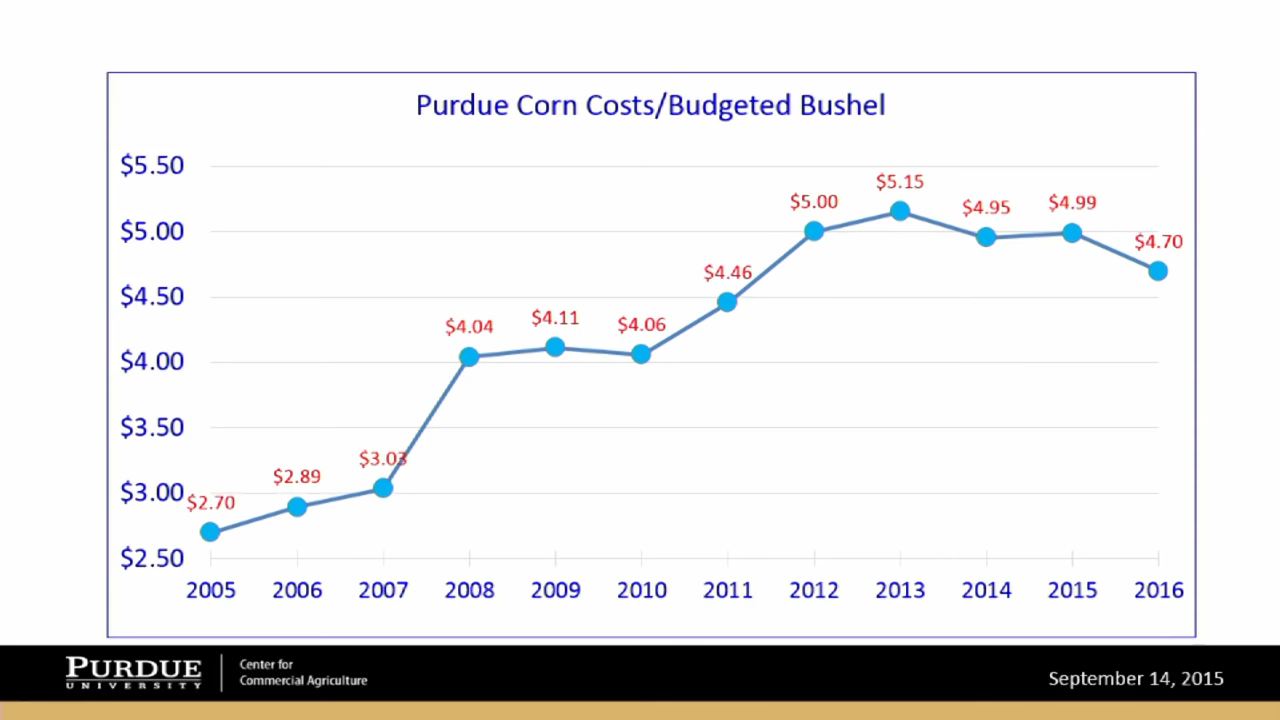 Purdue Corn Costs/Budgeted Bushel
$5.50
$5.00
$4.50
$4.00
$3.50
$3.00
$2.50
$2.70
$2.89
$3.03
$4.04
$4.11
$4.06
$4.46
$5.00
$5.15
$4.95
$4.99
$4.70
2005 2006 2007 2008 2009 2010 2011 2012 2013 2014 2015 2016
PURDUE
UNIVERSITY
Center for
Commercial Agriculture
September 14, 2015